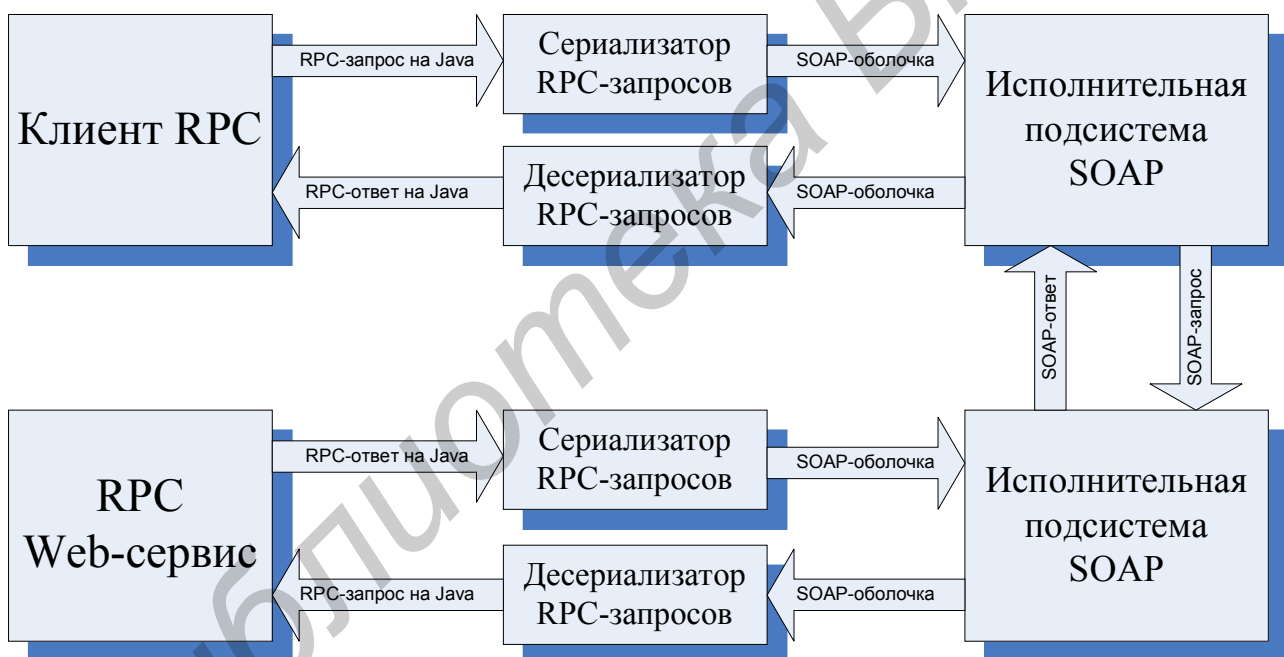 RPC-запрос на Java
Сериализатор
RPC-запросов
SOAP-оболочка
Клиент RPC
Исполнительная
подсистема
SOAP
RPC-ответ на Java
Десериализатор
RPC-запросов
SOAP-оболочка
SOAP-ответ
SOAP-запрос
RPC-ответ на Java
Сериализатор
RPC-запросов
SOAP-оболочка
RPC
Web-сервис
Исполнительная
подсистема
SOAP
RPC-запрос на Java
Десериализатор
RPC-запросов
SOAP-оболочка